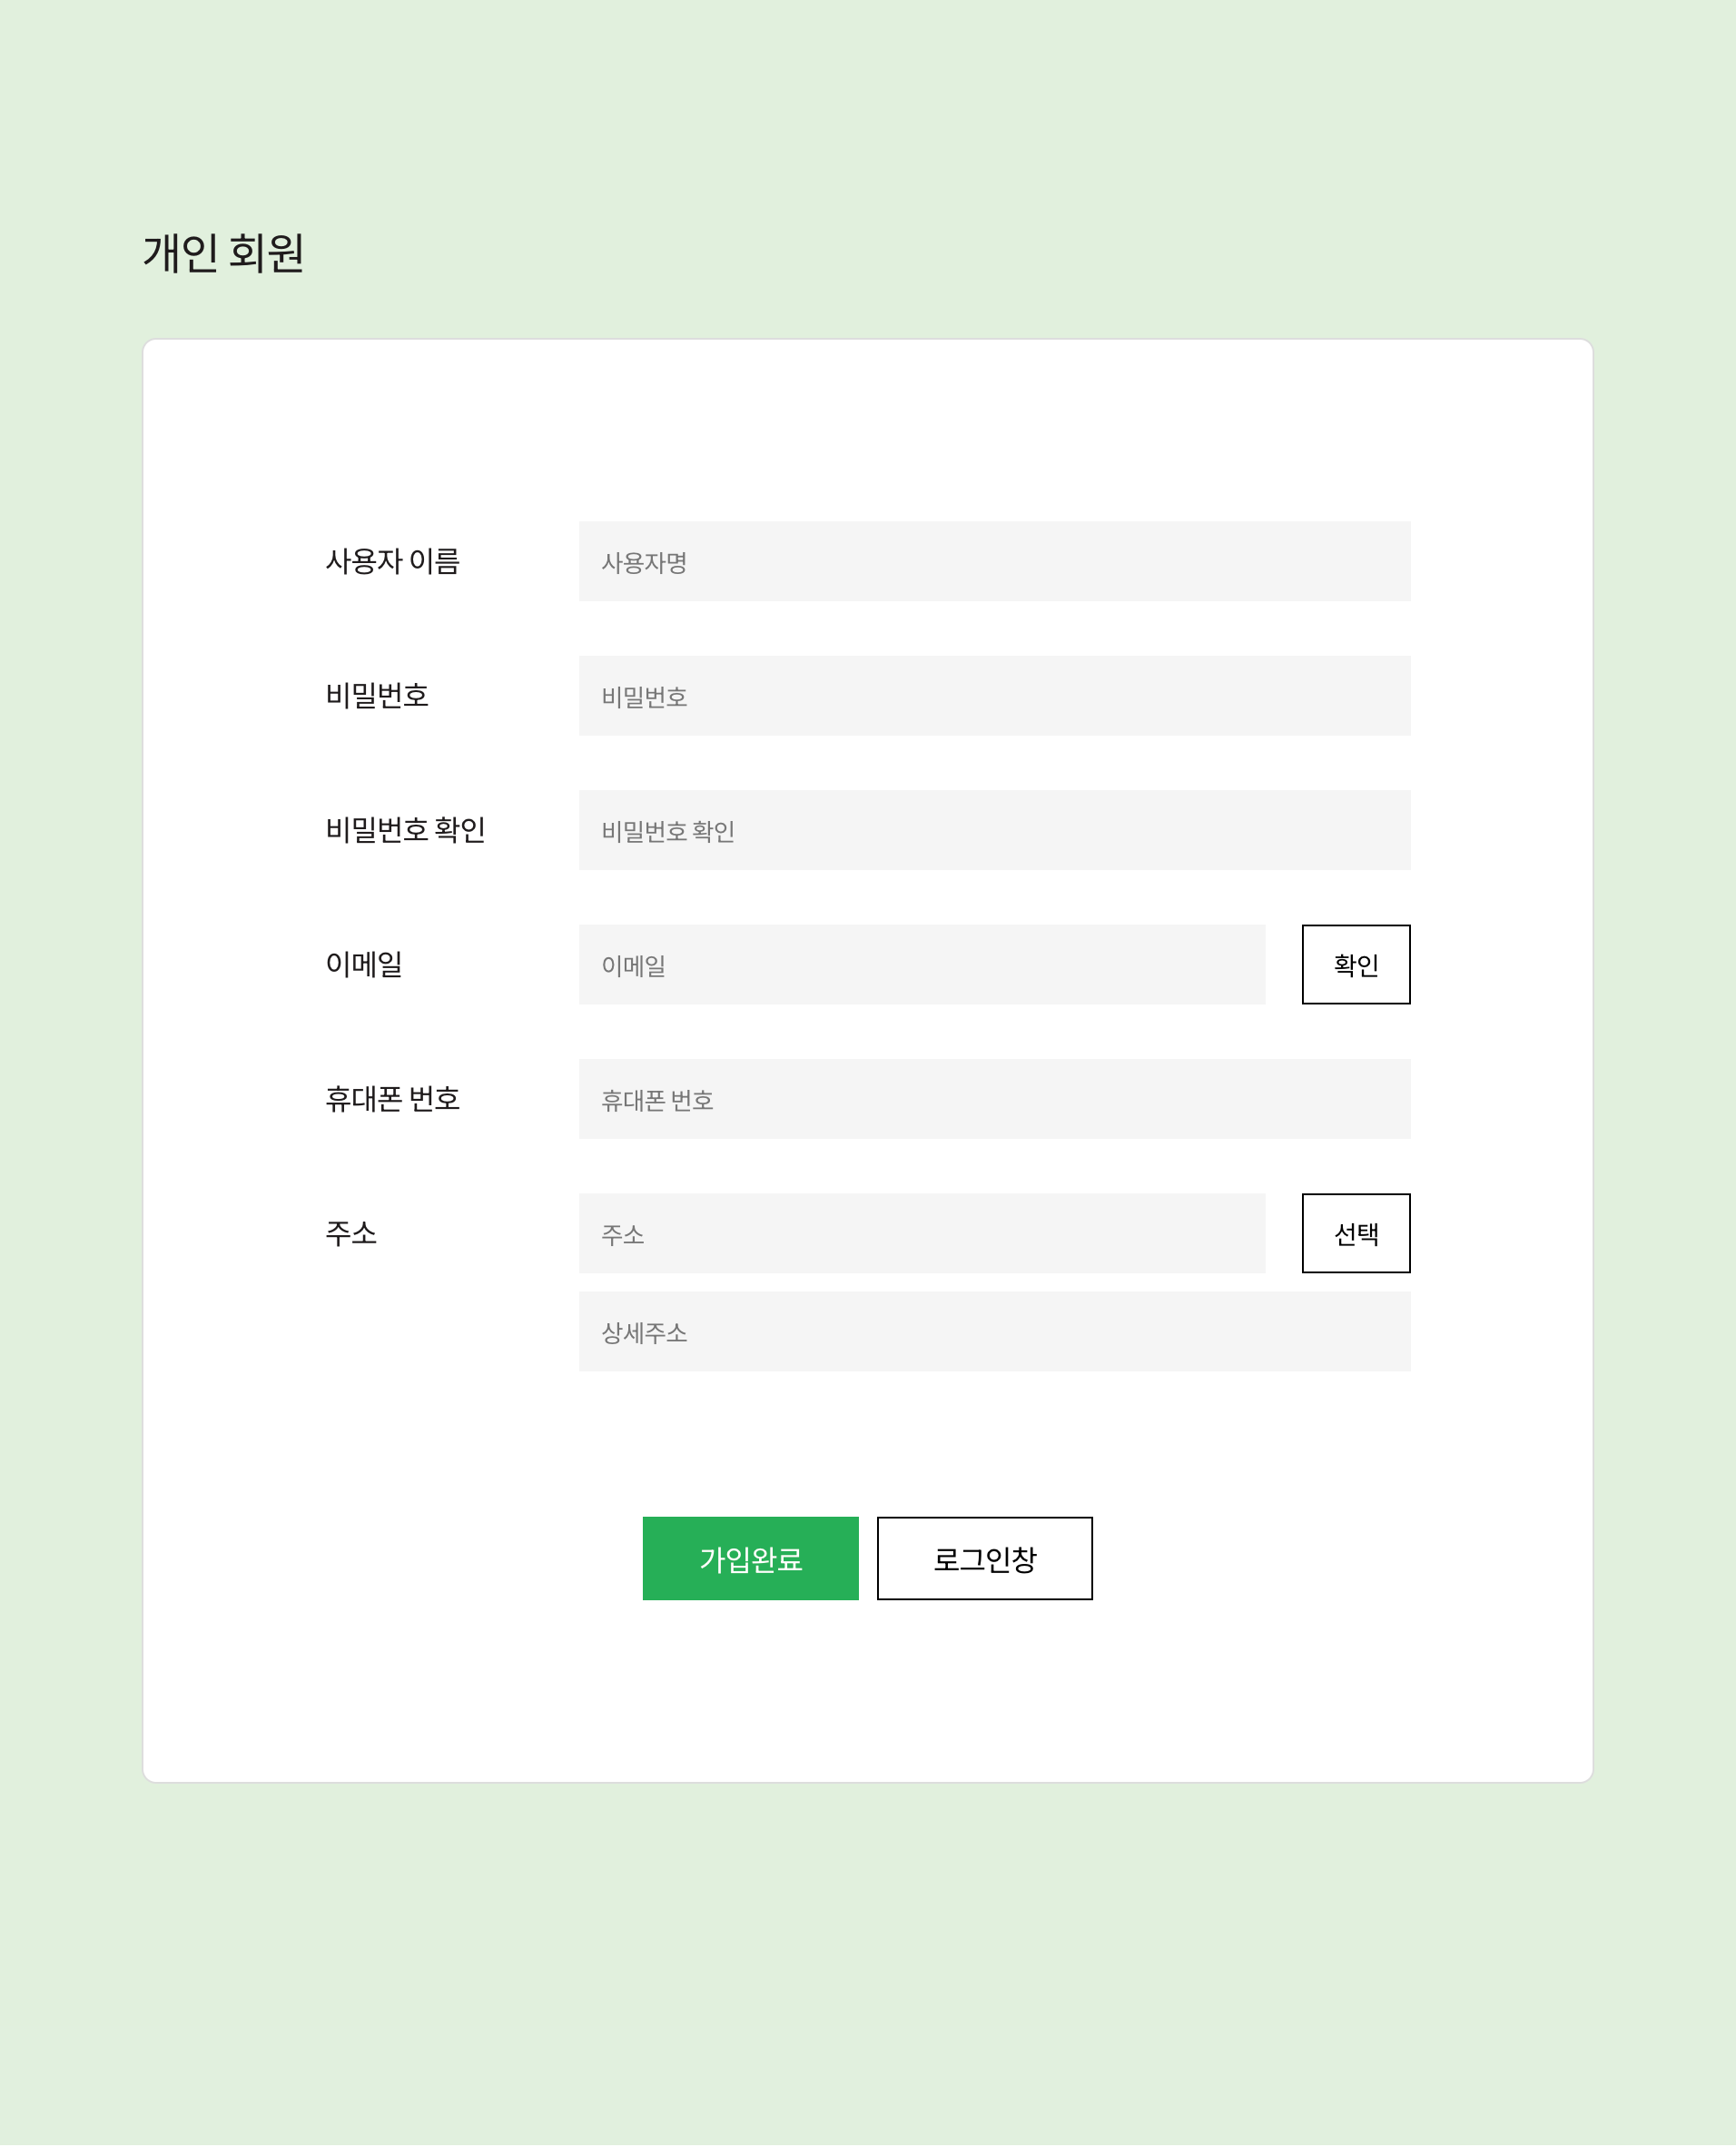 개인 회원
사용자 이름 사용자명
비밀번호 비밀번호
비밀번호 확인 비밀번호 확인
이메일 이메일 확인
휴대폰 번호 휴대폰 번호
주소 주소 선택
상세주소
가입완료 로그인창